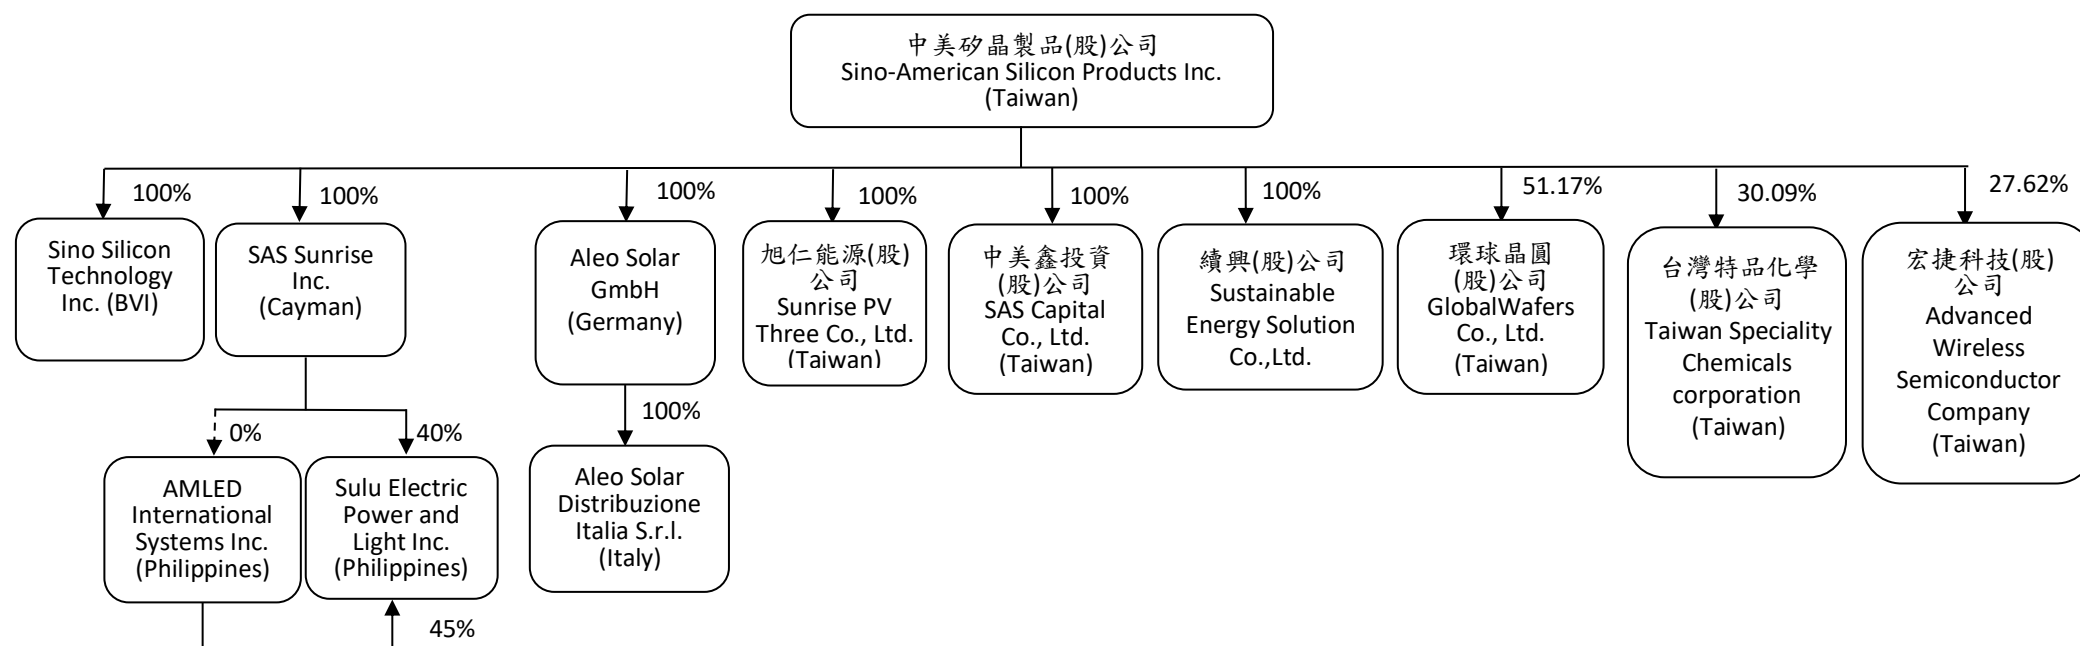 中美矽晶製品(股)公司
Sino-American Silicon Products Inc.
(Taiwan)
100%
100%
100%
100%
100%
100%
51.17%
30.09%
27.62%
Sino Silicon
Technology
Inc. (BVI)
SAS Sunrise
Inc.
(Cayman)
Aleo Solar
GmbH
(Germany)
旭仁能源(股)
公司
Sunrise PV
Three Co., Ltd.
(Taiwan)
中美鑫投資
(股)公司
SAS Capital
Co., Ltd.
(Taiwan)
續興(股)公司
Sustainable
Energy Solution
Co.,Ltd.
環球晶圓
(股)公司
GlobalWafers
Co., Ltd.
(Taiwan)
台灣特品化學
(股)公司
Taiwan Speciality
Chemicals
corporation
(Taiwan)
宏捷科技(股)
公司
Advanced
Wireless
Semiconductor
Company
(Taiwan)
0%
40%
100%
AMLED
International
Systems Inc.
(Philippines)
Sulu Electric
Power and
Light Inc.
(Philippines)
Aleo Solar
Distribuzione
Italia S.r.l.
(Italy)
45%